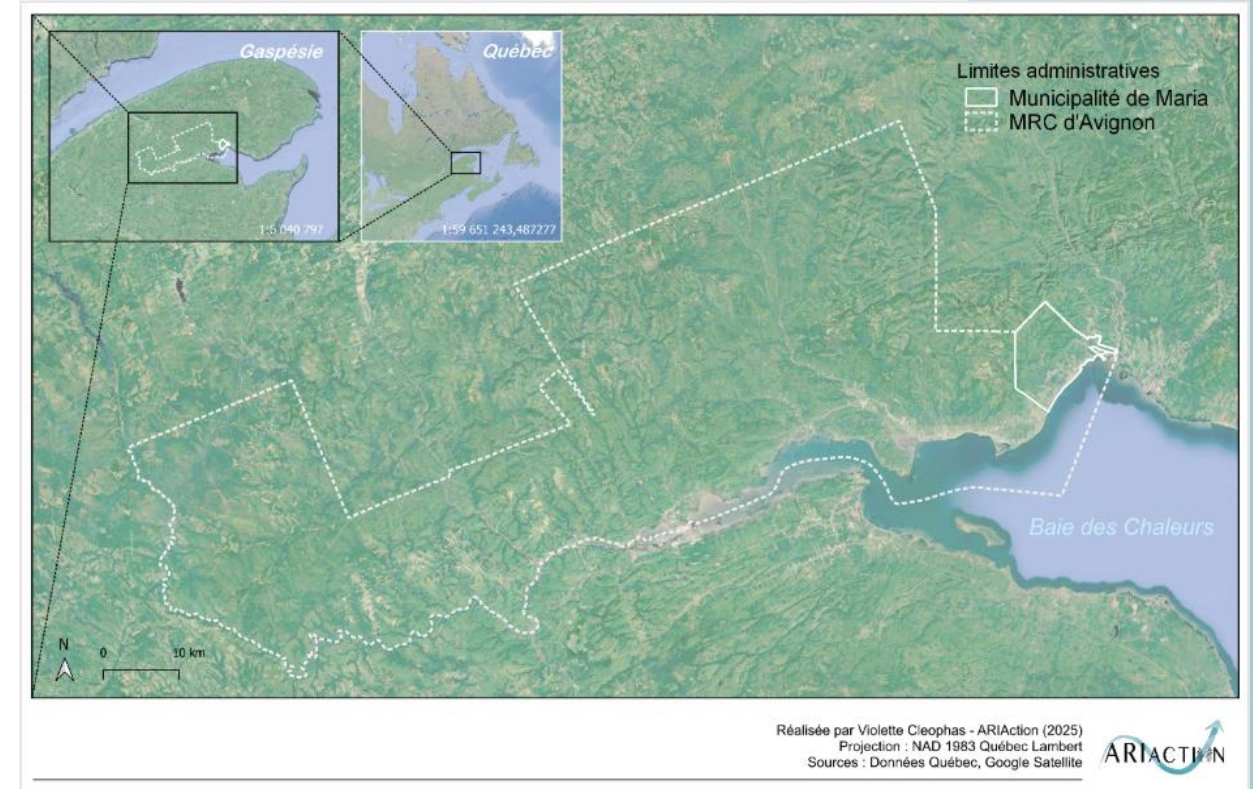 Gaspésie
1:6 040 797
Québec
1:59 651 243,487277
Limites administratives
Municipalité de Maria
MRC d'Avignon
Baie des Chaleurs
N
0 10 km
Réalisée par Violette Cleophas - ARIAction (2025)
Projection : NAD 1983 Québec Lambert
Sources : Données Québec, Google Satellite
ARIACTION